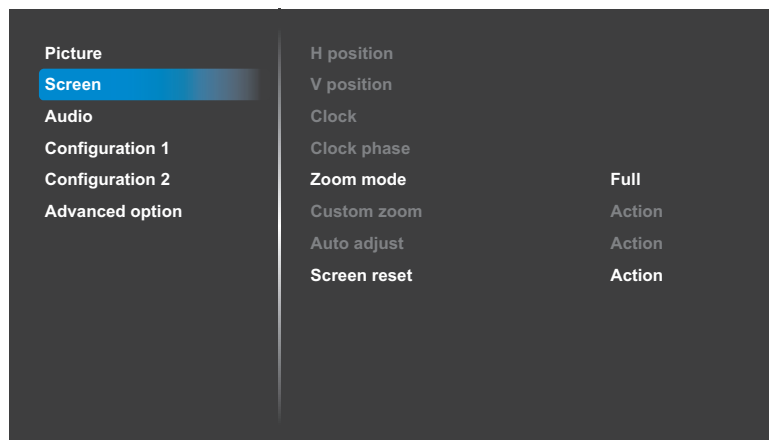 Picture
Screen
Audio
Configuration 1
Configuration 2
Advanced option
H position
V position
Clock
Clock phase
Zoom mode Full
Custom zoom Action
Auto adjust Action
Screen reset Action